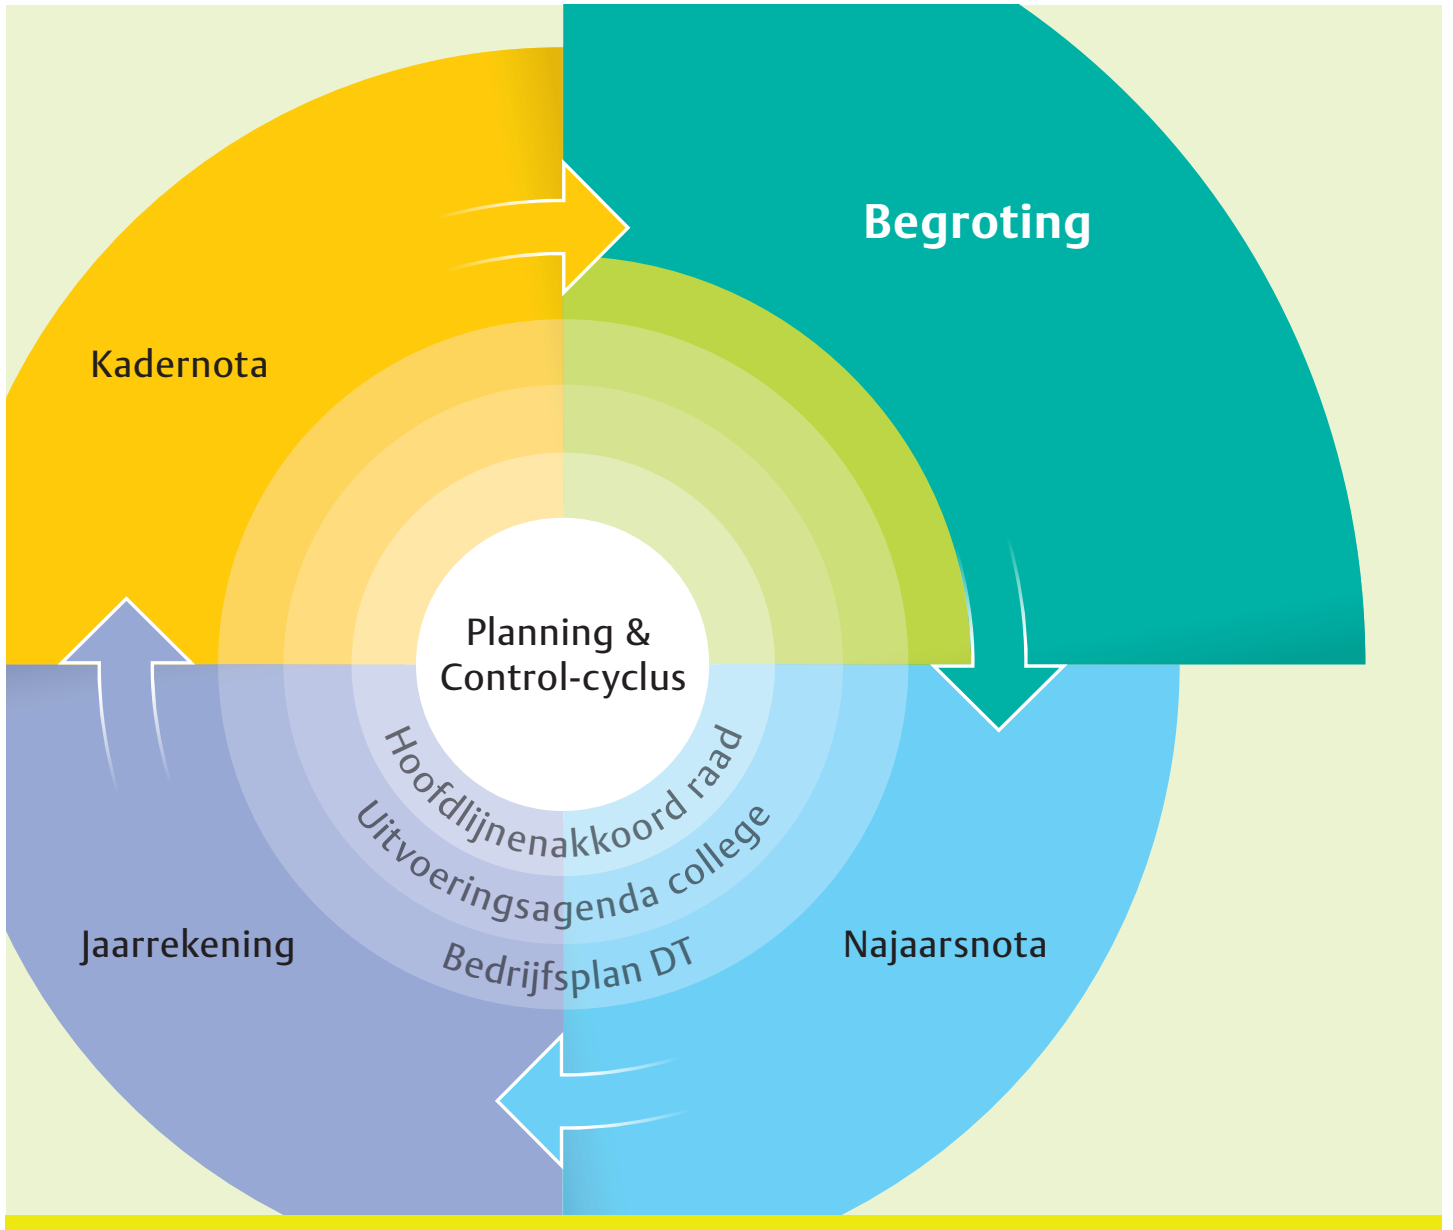 Begroting
Kadernota
Planning &
Control-cyclus
Hoofdlijnenakkoord raad
Uitvoeringsagenda college
Bedrijfsplan DT
Jaarrekening
Najaarsnota